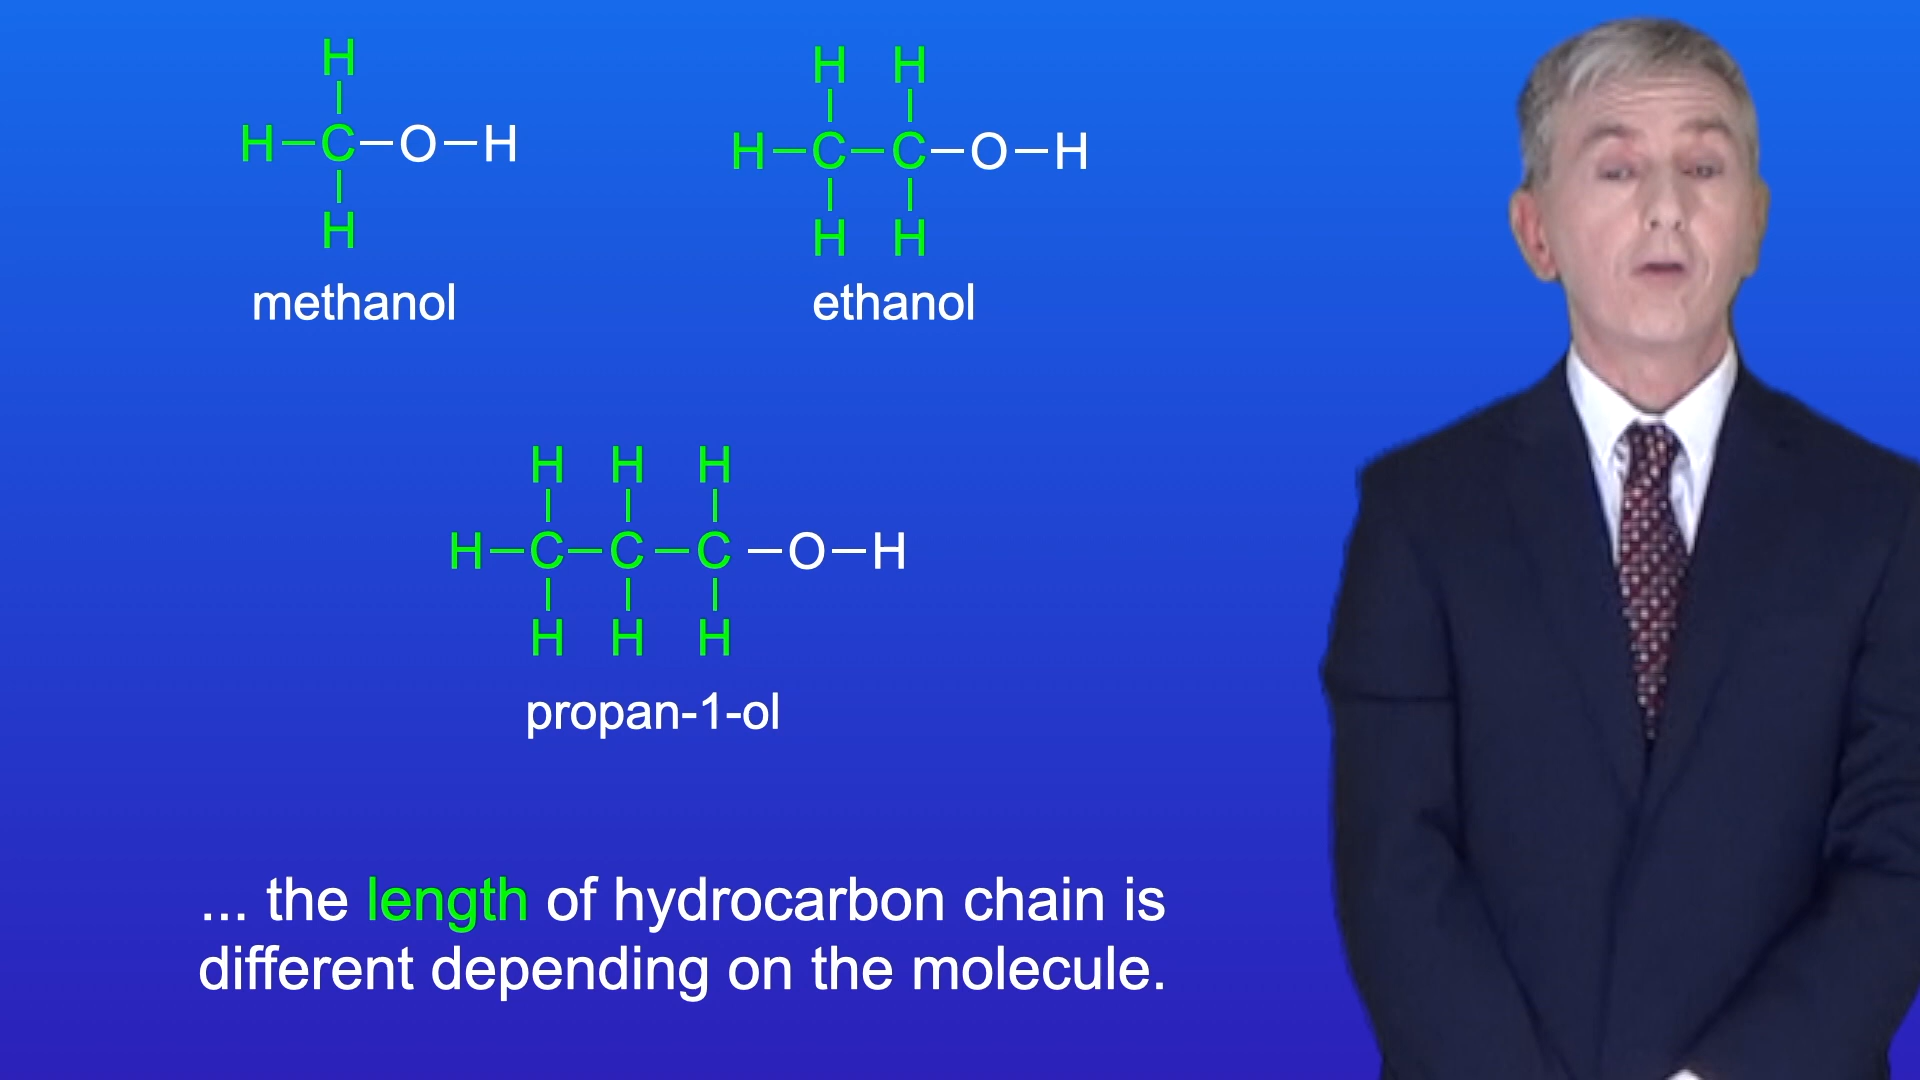 H
H–C–O–H
H
methanol
H H
H–C–C–O–H
H H
ethanol
H H H
H–C–C–C–O–H
H H H
propan-1-ol
... the length of hydrocarbon chain is
different depending on the molecule.